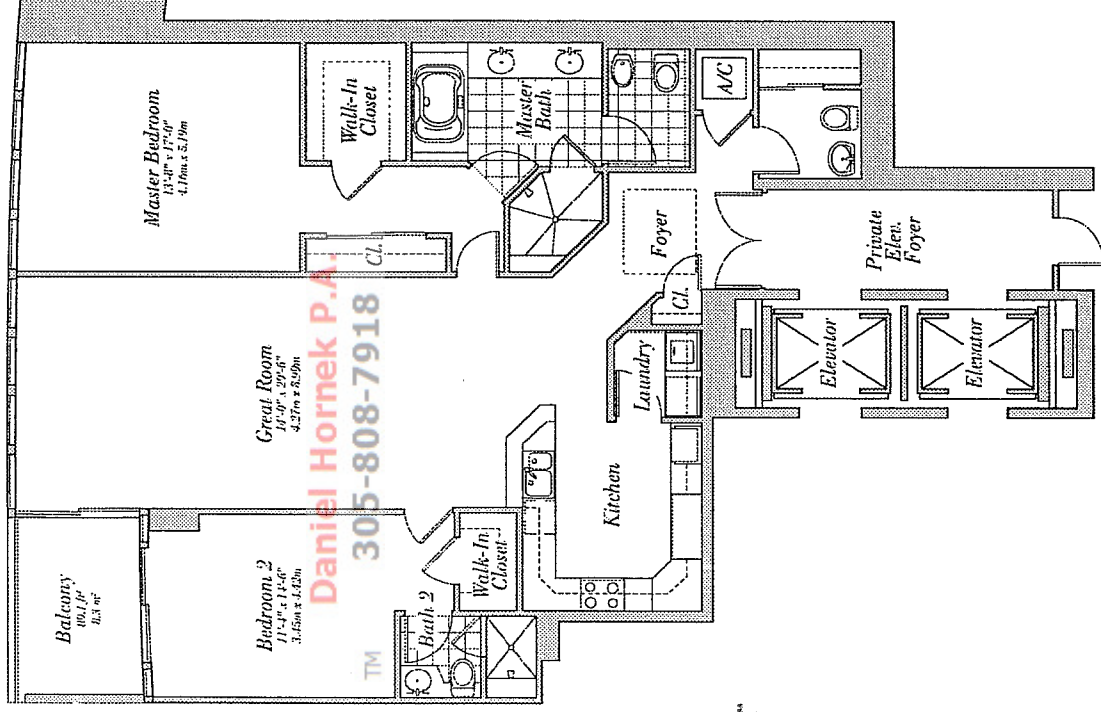 Master Bedroom
13'-8" x 17'-0"
4.16m x 5.19m
Walk-In
Closet
Master
Bath
A/C
Cl.
Great Room
14'-0" x 29'-6"
4.27m x 8.99m
Foyer
Cl.
Private
Elev.
Foyer
Laundry
Elevator
Elevator
Kitchen
Balcony
Bedroom 2
11'-4" x 14'-6"
3.45m x 4.42m
Walk-In
Closet
Bath 2
Daniel Hornek P.A.
305-808-7918
TM